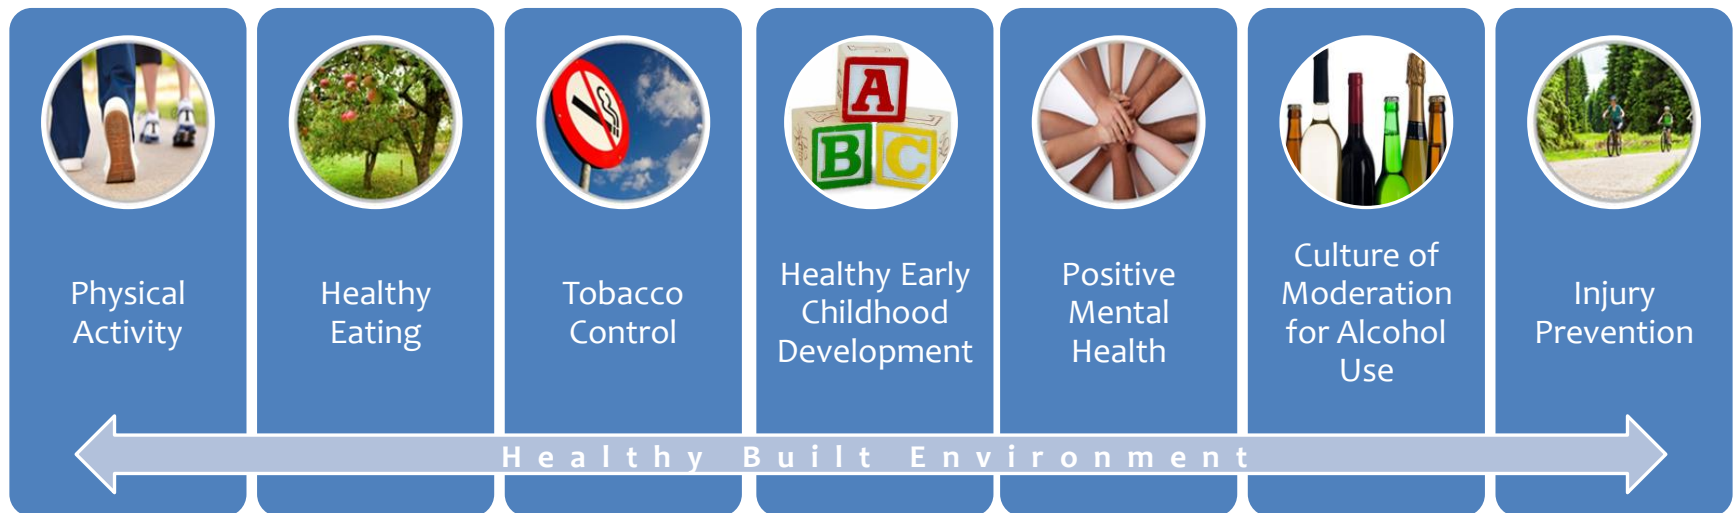 A
B
C
Physical
Activity
Healthy
Eating
Tobacco
Control
Healthy Early
Childhood
Development
Positive
Mental
Health
Culture of
Moderation
for Alcohol
Use
Injury
Prevention
Healthy Built Environment